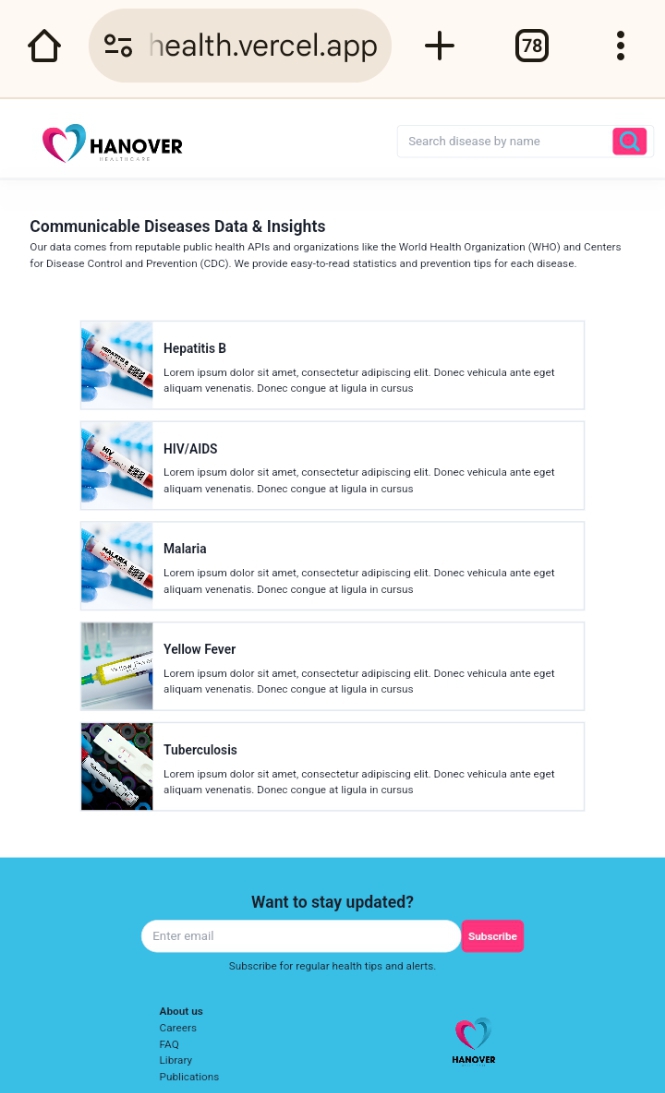 health.vercel.app
78
HANOVER
HEALTHCARE
Search disease by name
Communicable Diseases Data & Insights
Our data comes from reputable public health APIs and organizations like the World Health Organization (WHO) and Centers
for Disease Control and Prevention (CDC). We provide easy-to-read statistics and prevention tips for each disease.
HEPATITIS B
Hepatitis B
Lorem ipsum dolor sit amet, consectetur adipiscing elit. Donec vehicula ante eget
aliquam venenatis. Donec congue at ligula in cursus
HIV
HIV/AIDS
Lorem ipsum dolor sit amet, consectetur adipiscing elit. Donec vehicula ante eget
aliquam venenatis. Donec congue at ligula in cursus
MALARIA
Malaria
Lorem ipsum dolor sit amet, consectetur adipiscing elit. Donec vehicula ante eget
aliquam venenatis. Donec congue at ligula in cursus
Yellow Fever
Yellow Fever
Lorem ipsum dolor sit amet, consectetur adipiscing elit. Donec vehicula ante eget
aliquam venenatis. Donec congue at ligula in cursus
Tuberculosis
Tuberculosis
Lorem ipsum dolor sit amet, consectetur adipiscing elit. Donec vehicula ante eget
aliquam venenatis. Donec congue at ligula in cursus
Want to stay updated?
Enter email
Subscribe
Subscribe for regular health tips and alerts.
About us
Careers
FAQ
Library
Publications
HANOVER